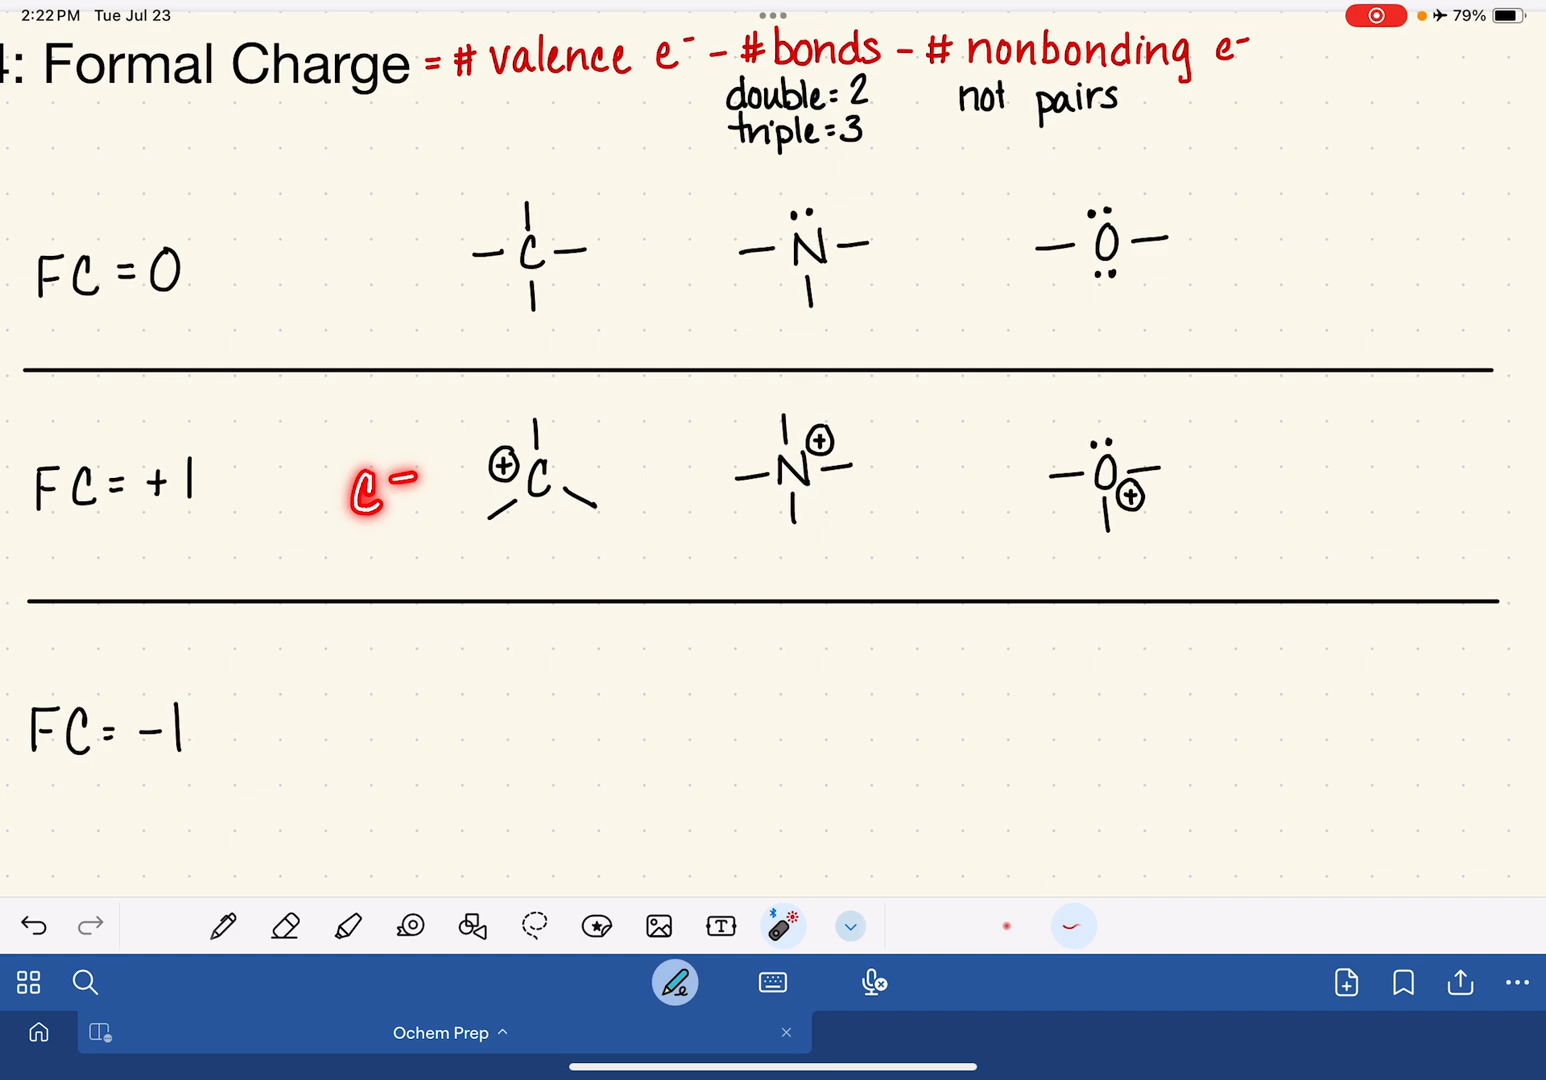 2:22 PM Tue Jul 23
79%
4: Formal Charge = # valence e⁻ - # bonds - # nonbonding e⁻
double = 2 not pairs
triple = 3
FC = 0 C N O
FC = +1 C⁻ + C N + O +
FC = -1
T
Ochem Prep